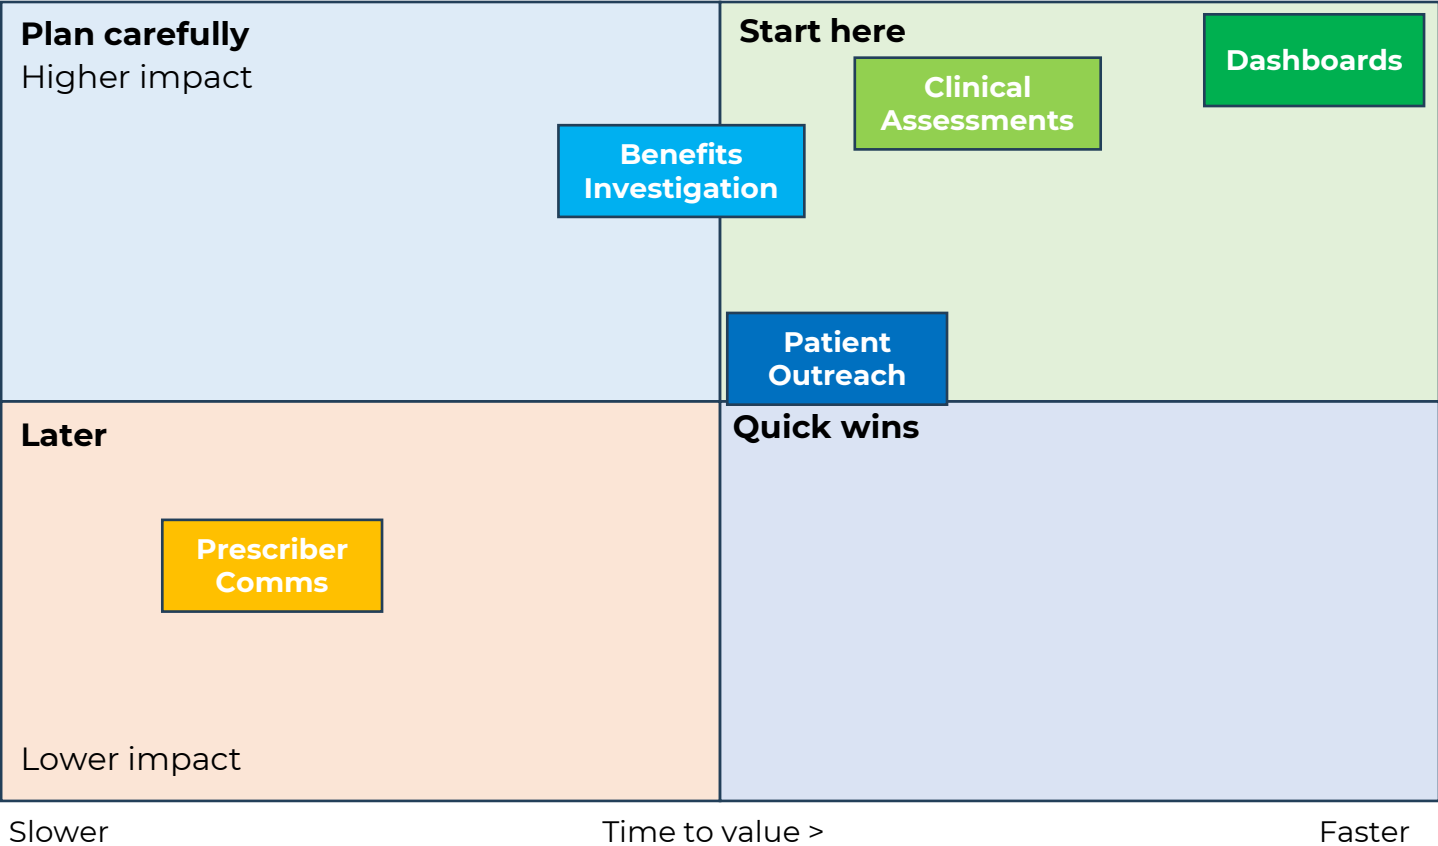 Plan carefully
Higher impact
Start here
Dashboards
Clinical
Assessments
Benefits
Investigation
Patient
Outreach
Later
Quick wins
Prescriber
Comms
Lower impact
Slower
Time to value >
Faster